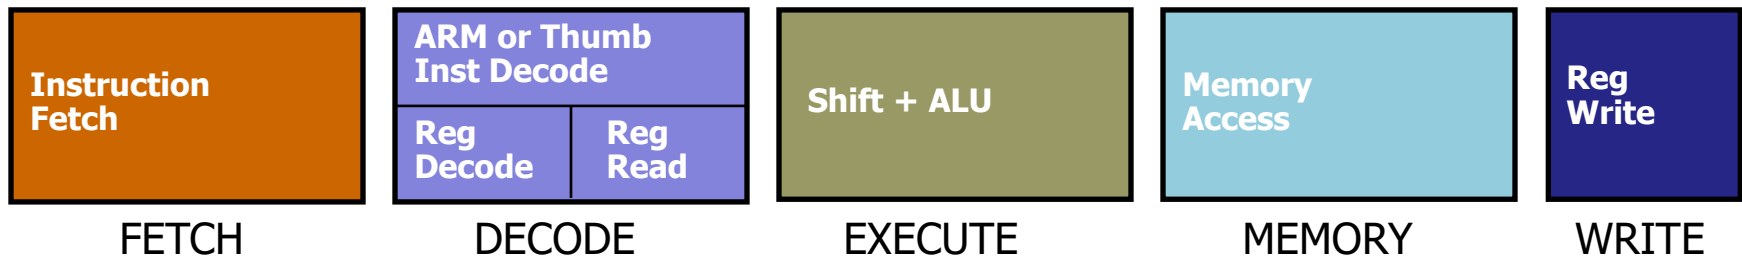 Instruction
Fetch
ARM or Thumb
Inst Decode
Reg
Decode
Reg
Read
Shift + ALU
Memory
Access
Reg
Write
FETCH
DECODE
EXECUTE
MEMORY
WRITE